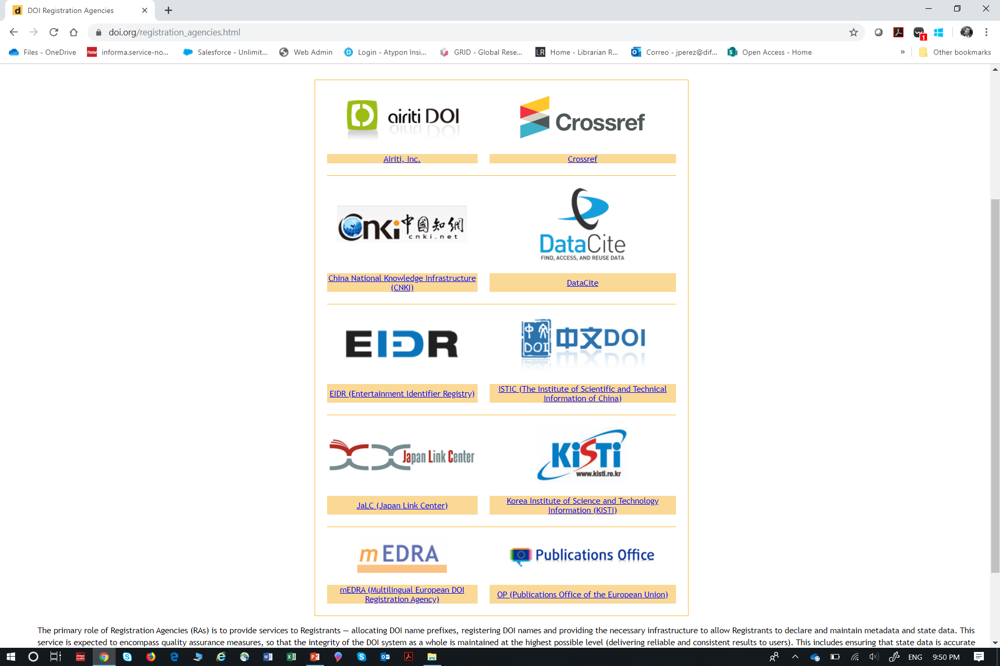 DOI Registration Agencies
doi.org/registration_agencies.html
1
Files - OneDrive
now informa.service-no...
Salesforce - Unlimit...
Web Admin
Login - Atypon Insi...
GRID - Global Rese...
LR Home - Librarian R...
Correo - jperez@dif...
Open Access - Home
»
Other bookmarks
airiti DOI
Crossref
Airiti, Inc.
Crossref
cnki 中國知網
cnki.net
DataCite
FIND, ACCESS, AND REUSE DATA
China National Knowledge Infrastructure
(CNKI)
DataCite
EIDR
DOI
中文DOI
EIDR (Entertainment Identifier Registry)
ISTIC (The Institute of Scientific and Technical
Information of China)
Japan Link Center
KiSTi
www.kisti.re.kr
JaLC (Japan Link Center)
Korea Institute of Science and Technology
Information (KISTI)
mEDRA
Publications Office
mEDRA (Multilingual European DOI
Registration Agency)
OP (Publications Office of the European Union)
The primary role of Registration Agencies (RAs) is to provide services to Registrants — allocating DOI name prefixes, registering DOI names and providing the necessary infrastructure to allow Registrants to declare and maintain metadata and state data. This
service is expected to encompass quality assurance measures, so that the integrity of the DOI system as a whole is maintained at the highest possible level (delivering reliable and consistent results to users). This includes ensuring that state data is accurate
ENG
9:50 PM